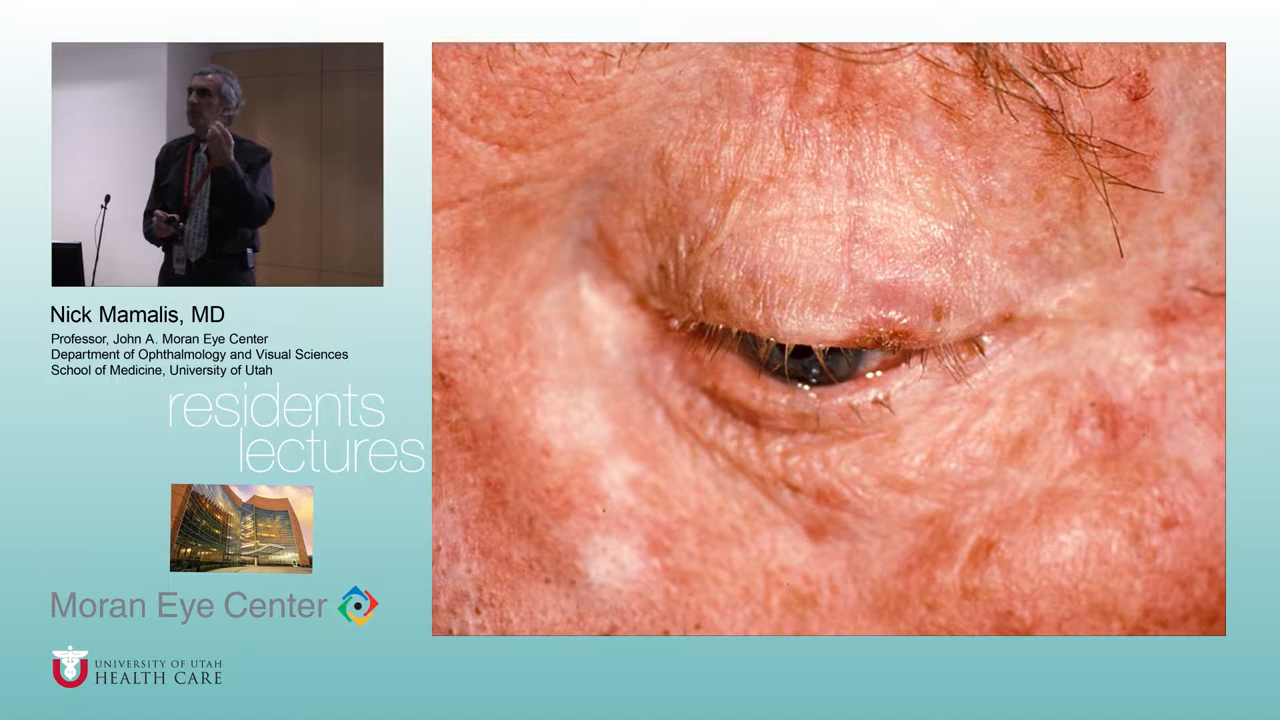 Nick Mamalis, MD
Professor, John A. Moran Eye Center
Department of Ophthalmology and Visual Sciences
School of Medicine, University of Utah
residents
lectures
Moran Eye Center
UNIVERSITY OF UTAH
HEALTH CARE